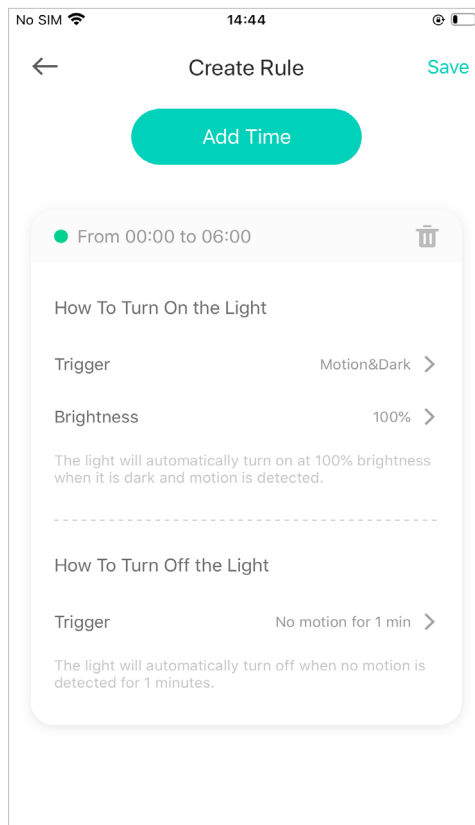 No SIM 14:44
Create Rule Save
Add Time
From 00:00 to 06:00
How To Turn On the Light
Trigger Motion&Dark
Brightness 100%
The light will automatically turn on at 100% brightness
when it is dark and motion is detected.
How To Turn Off the Light
Trigger No motion for 1 min
The light will automatically turn off when no motion is
detected for 1 minutes.